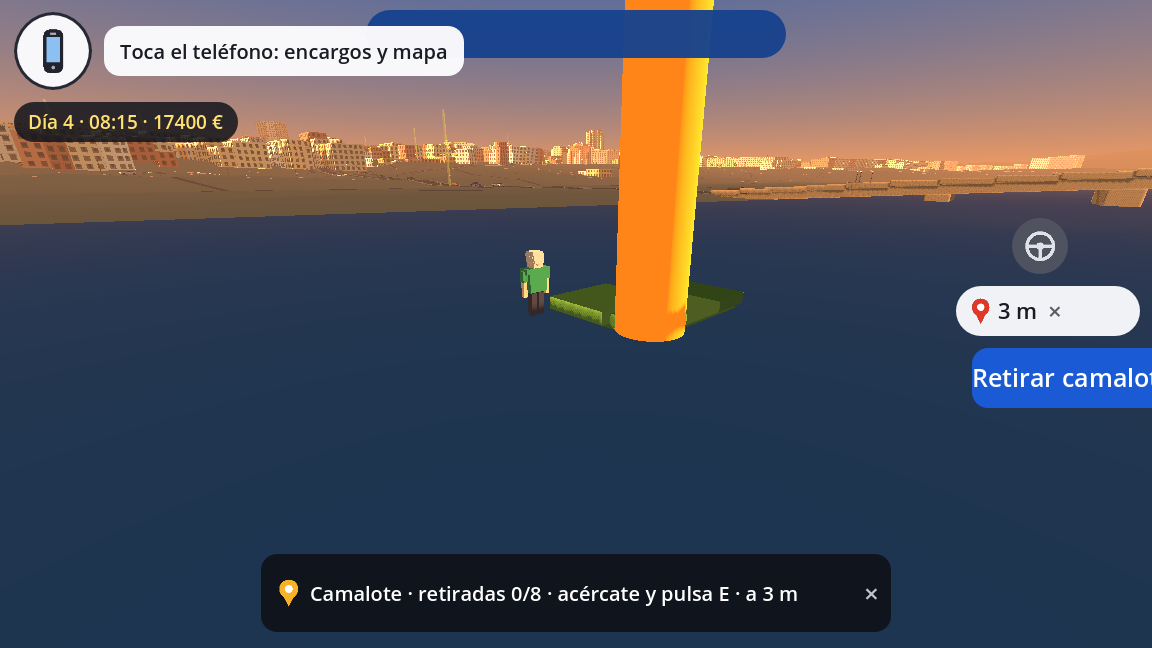 Toca el teléfono: encargos y mapa
Día 4 · 08:15 · 17400 €
3 m ×
Retirar camalot
Camalote · retiradas 0/8 · acércate y pulsa E · a 3 m ×